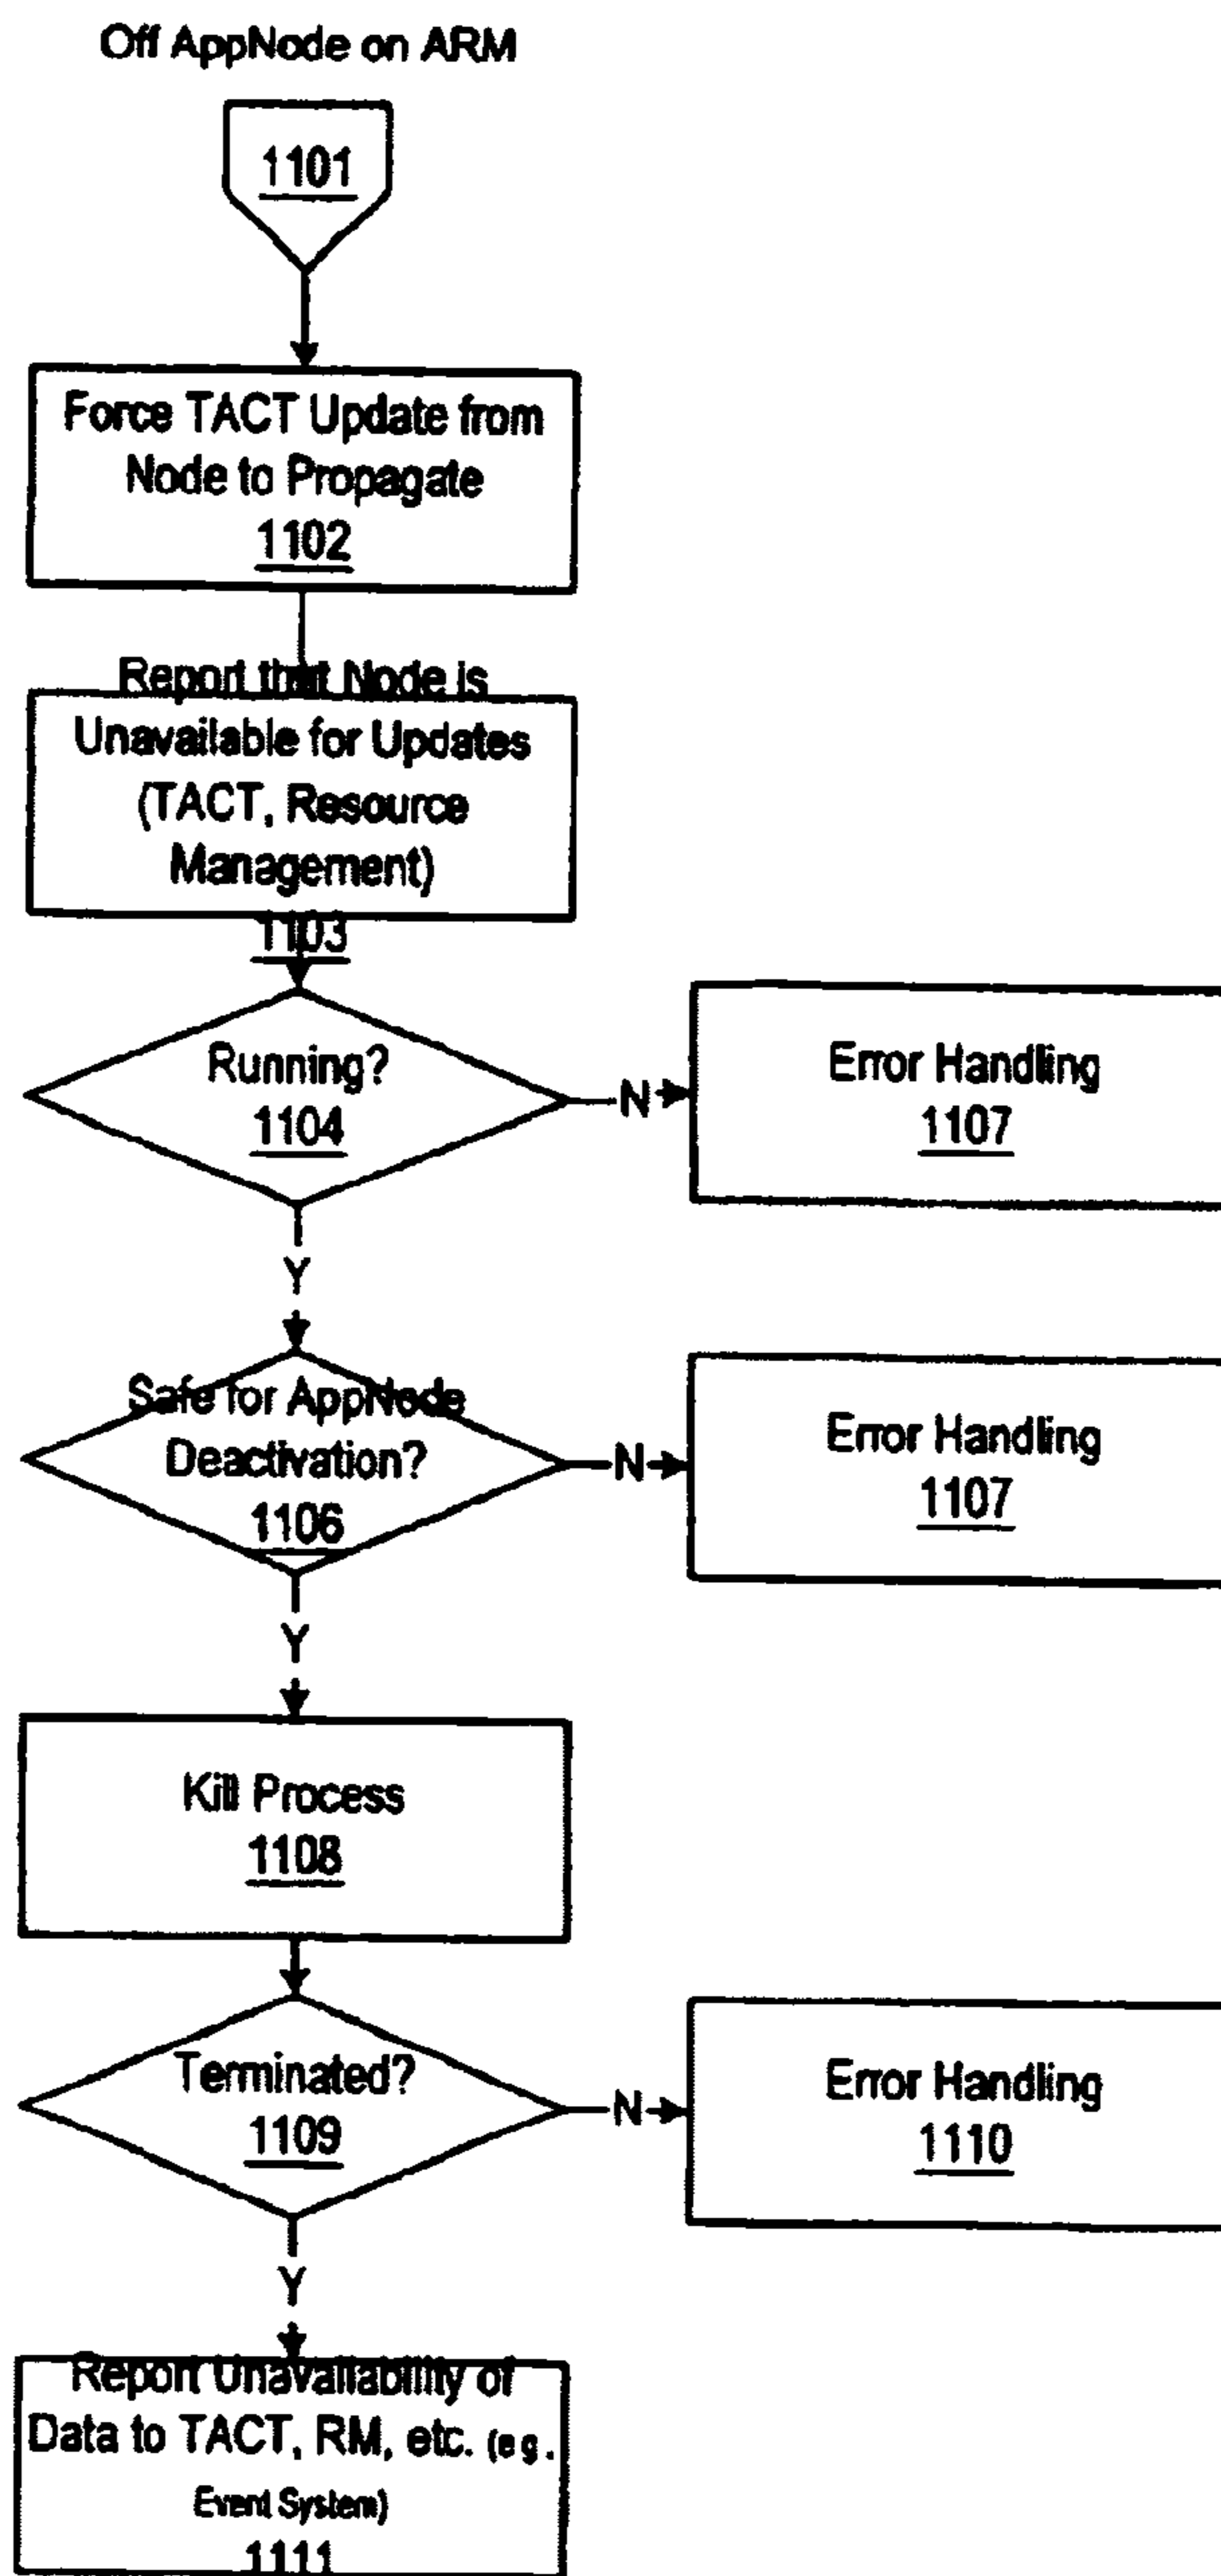 Off AppNode on ARM
1101
Force TACT Update from
Node to Propagate
1102
Report that Node is
Unavailable for Updates
(TACT, Resource
Management)
1103
Running?
1104
N
Error Handling
1107
Y
Safe for AppNode
Deactivation?
1106
N
Error Handling
1107
Y
Kill Process
1108
Terminated?
1109
N
Error Handling
1110
Y
Report Unavailability of
Data to TACT, RM, etc. (e g .
Event System)
1111